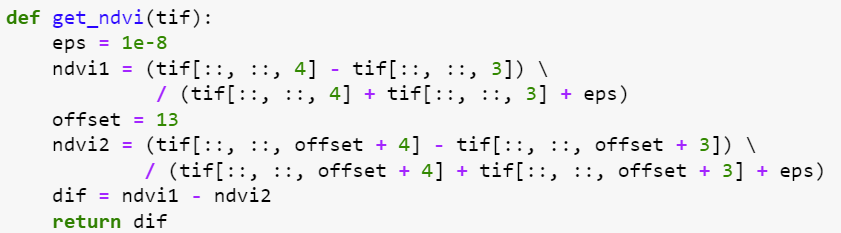 def get_ndvi(tif):
    eps = 1e-8
    ndvi1 = (tif[::, ::, 4] - tif[::, ::, 3]) \
            / (tif[::, ::, 4] + tif[::, ::, 3] + eps)
    offset = 13
    ndvi2 = (tif[::, ::, offset + 4] - tif[::, ::, offset + 3]) \
           / (tif[::, ::, offset + 4] + tif[::, ::, offset + 3] + eps)
    dif = ndvi1 - ndvi2
    return dif